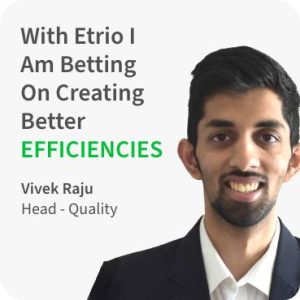 With Etrio I
Am Betting
On Creating
Better
EFFICIENCIES
Vivek Raju
Head - Quality